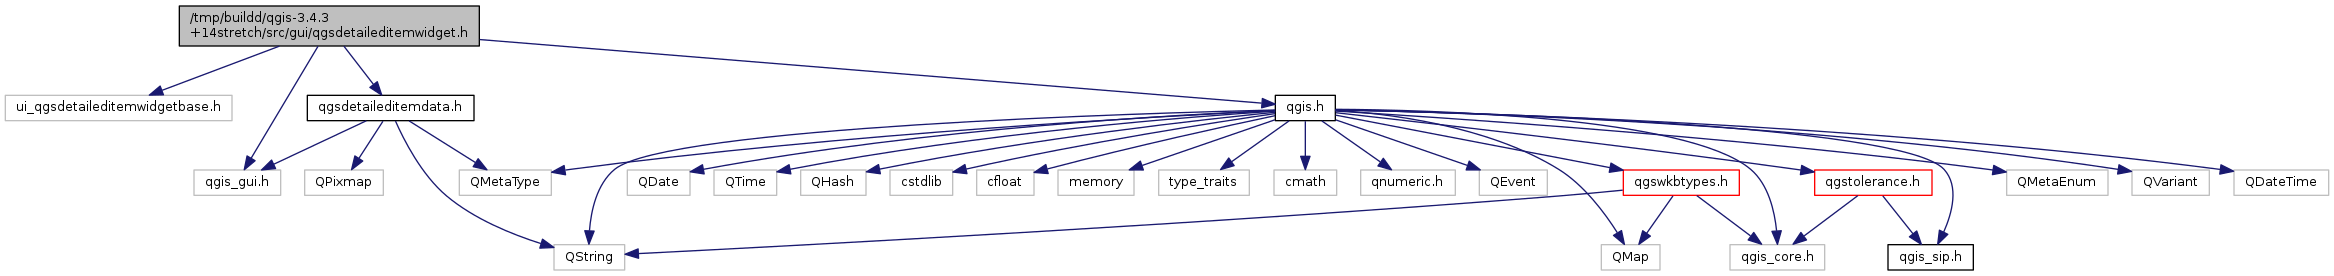 /tmp/buildd/qgis-3.4.3
+14stretch/src/gui/qgsdetaileditemwidget.h
ui_qgsdetaileditemwidgetbase.h
qgsdetaileditemdata.h
qgis.h
qgis_gui.h
QPixmap
QMetaType
QDate
QTime
QHash
cstdlib
cfloat
memory
type_traits
cmath
qnumeric.h
QEvent
qgswkbtypes.h
qgstolerance.h
QMetaEnum
QVariant
QDateTime
QString
QMap
qgis_core.h
qgis_sip.h